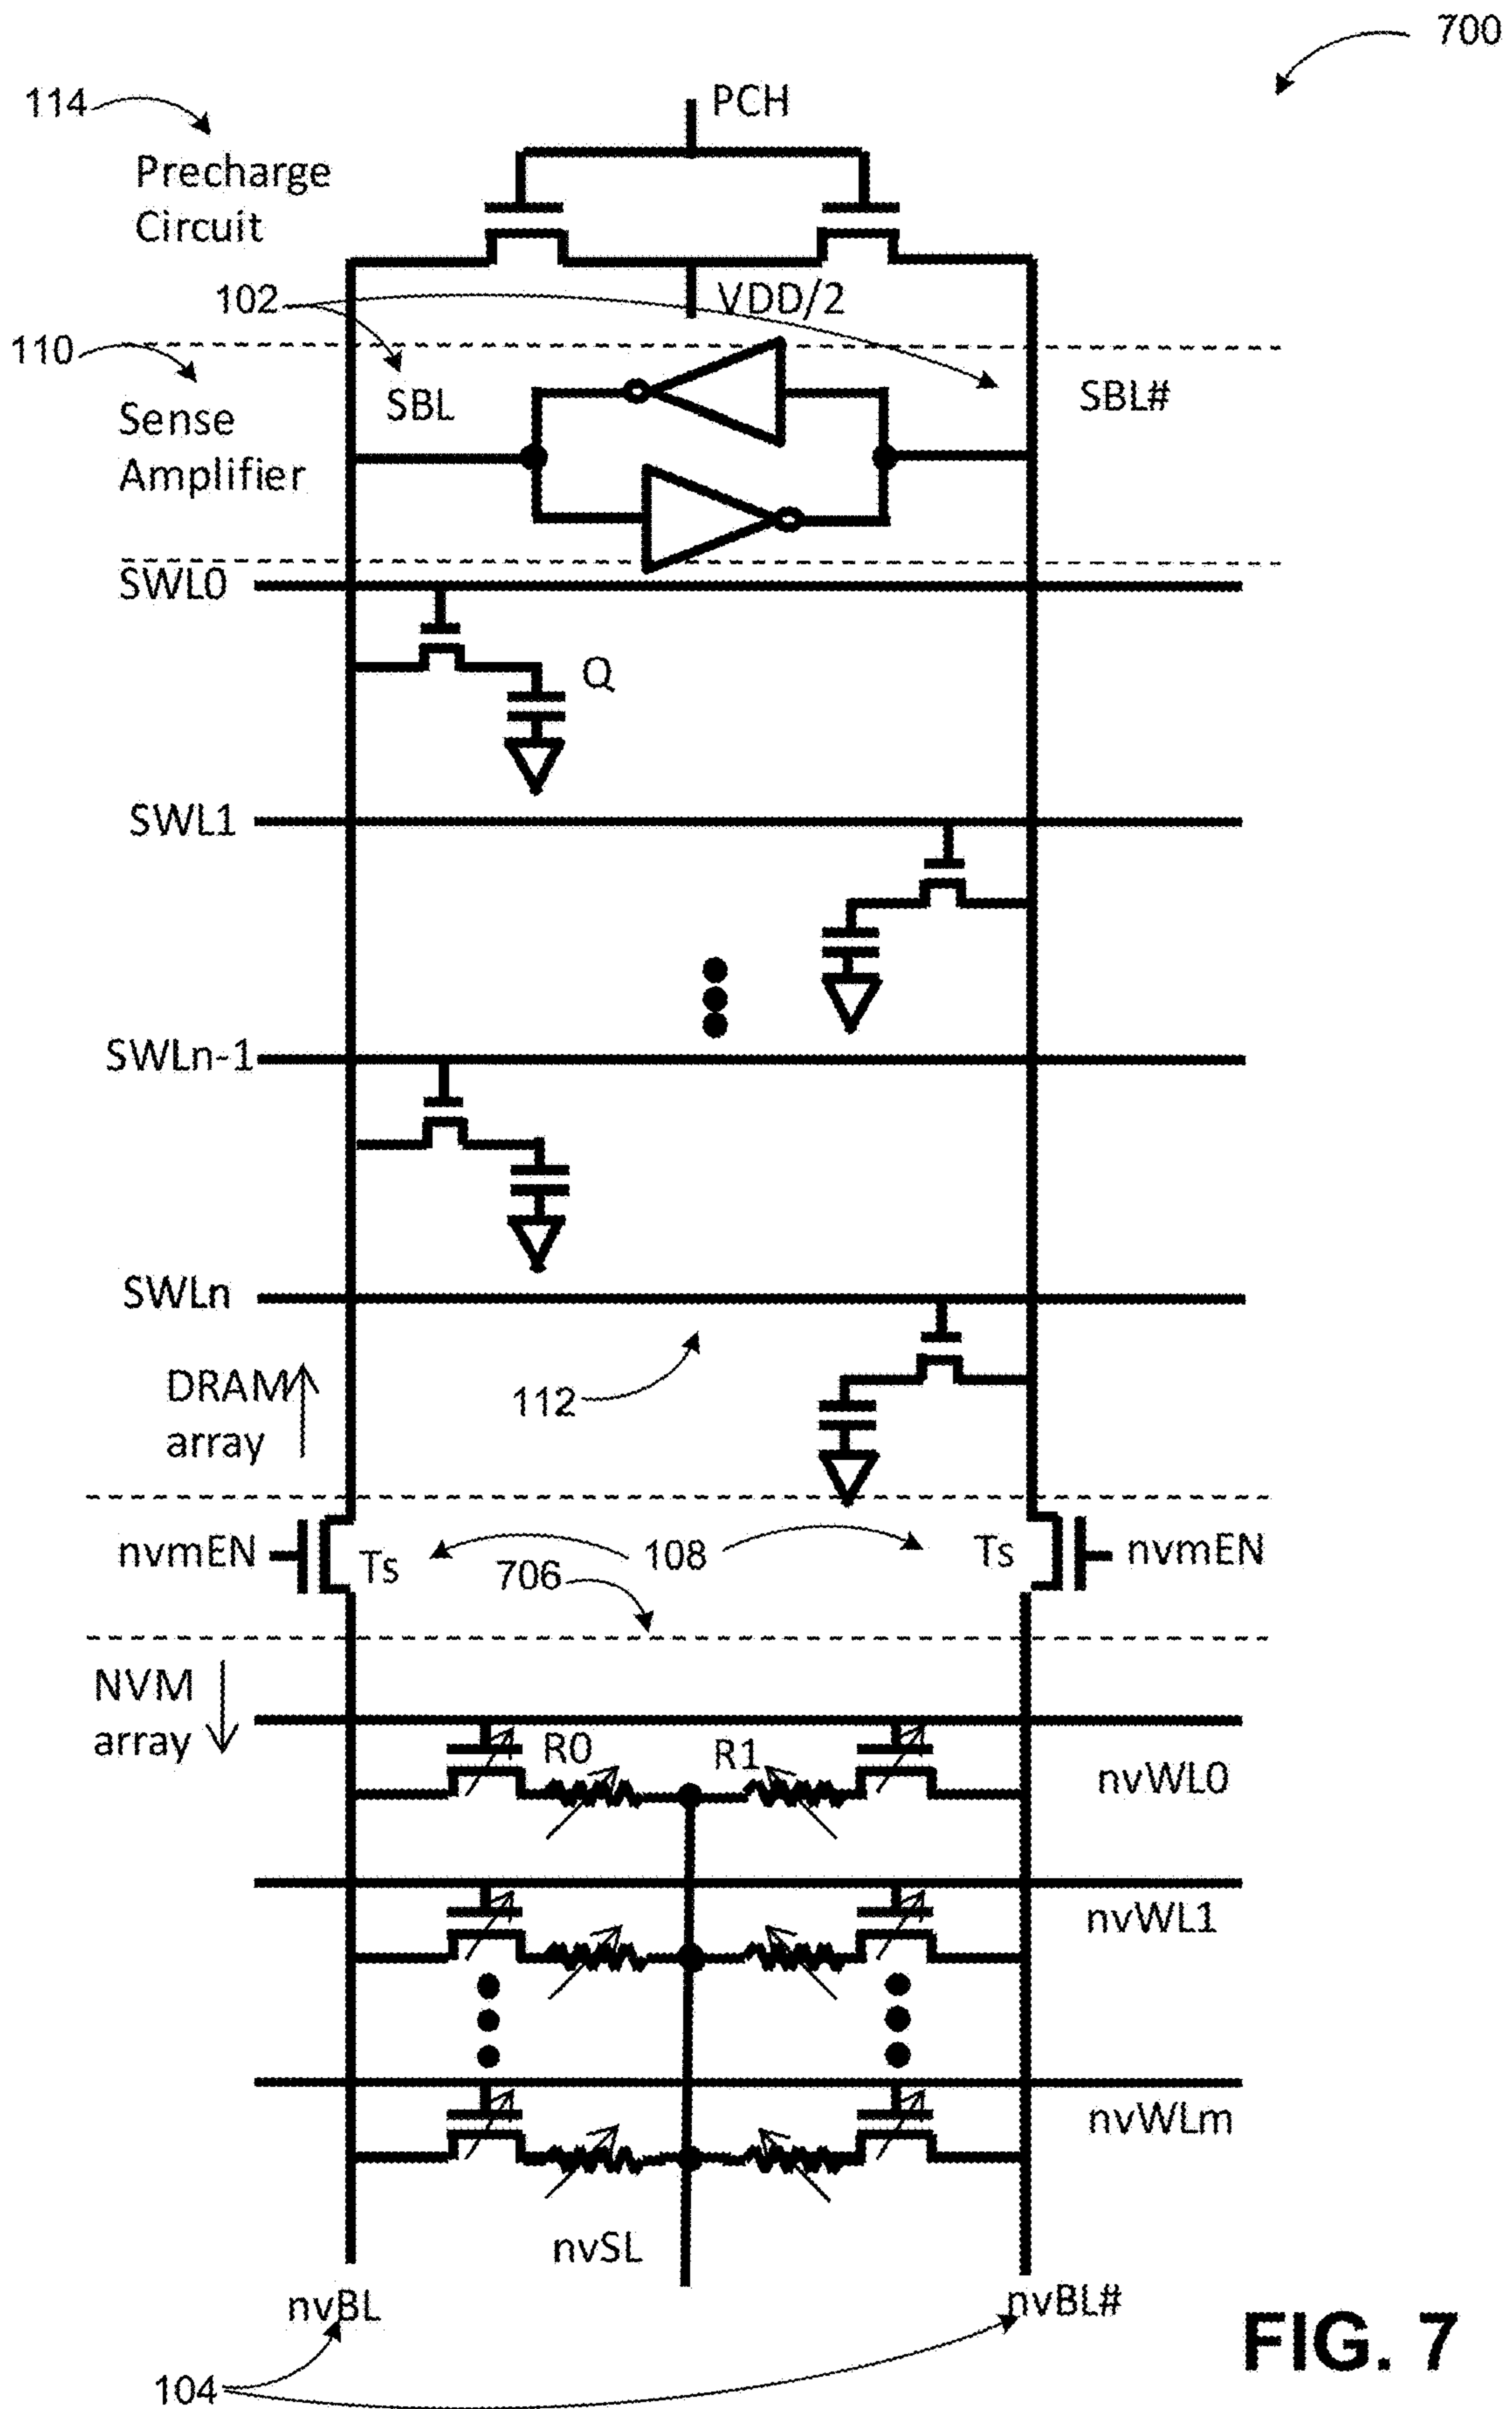 700
114
PCH
Precharge
Circuit
102
VDD/2
110
SBL
SBL#
Sense
Amplifier
SWL0
Q
SWL1
SWLn-1
SWLn
DRAM
array
112
nvmEN
Ts
108
Ts
nvmEN
706
NVM
array
R0
R1
nvWL0
nvWL1
nvWLm
nvSL
nvBL
nvBL#
104
FIG. 7